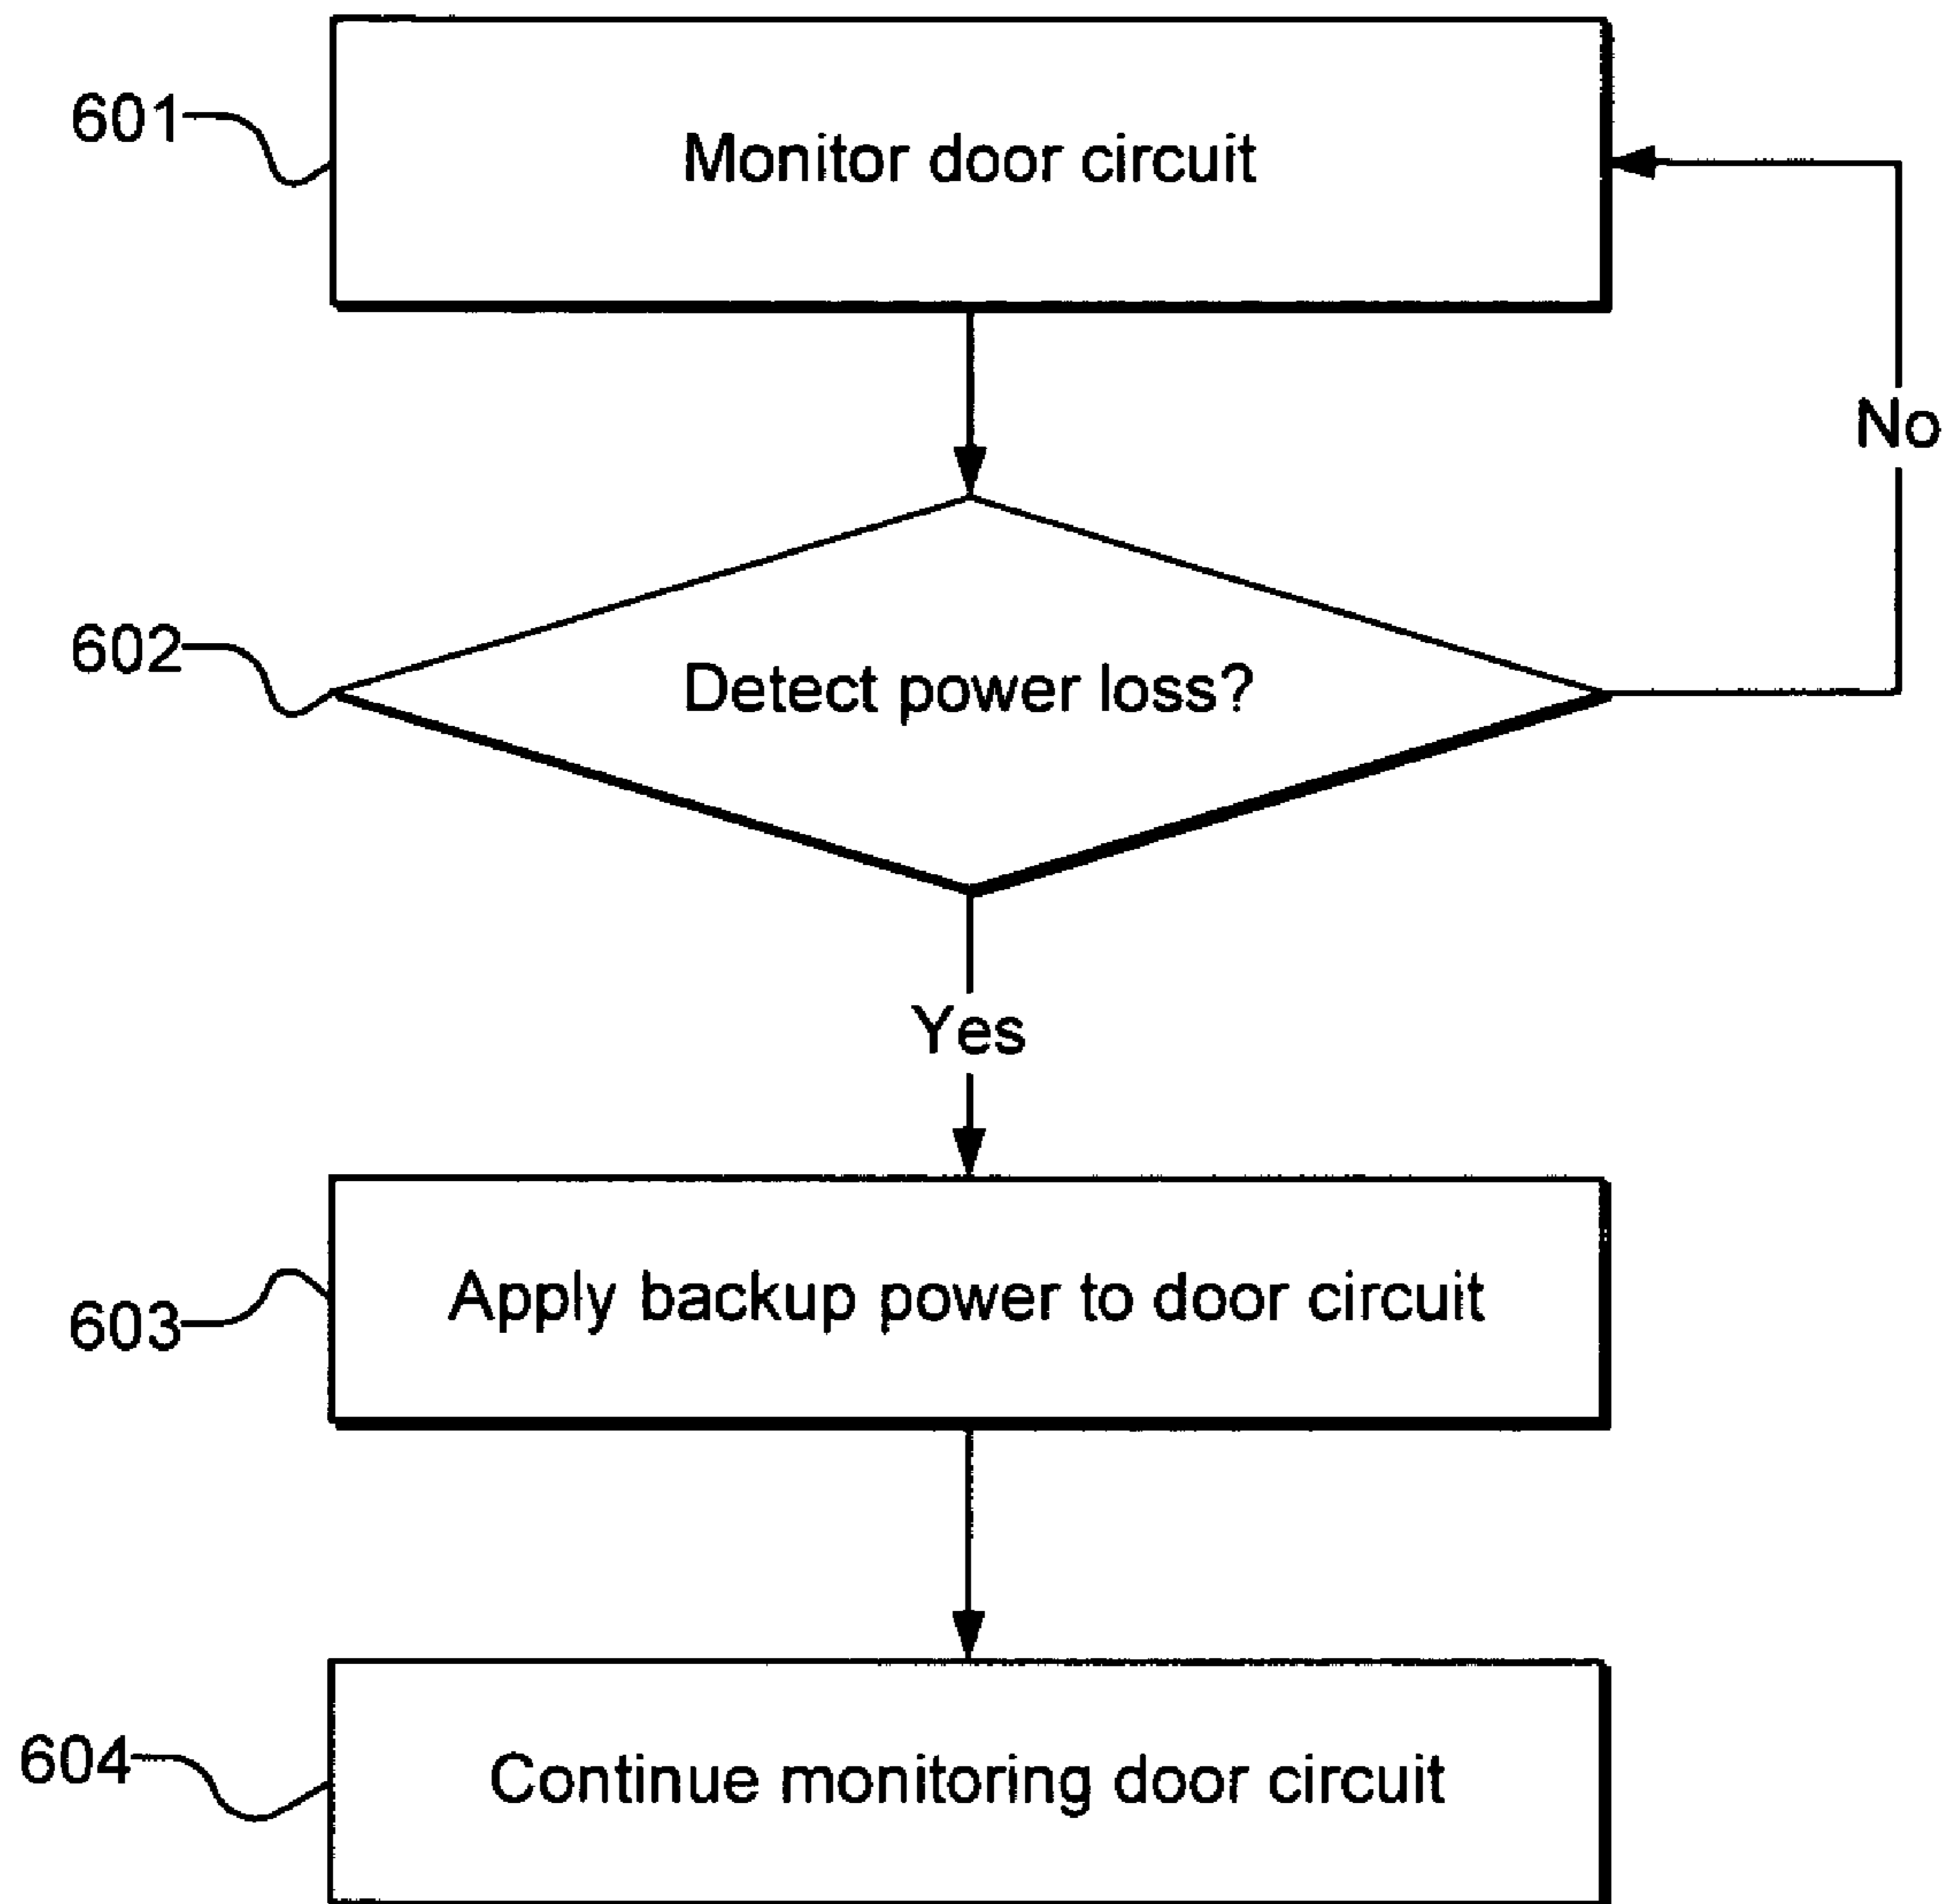 601
Monitor door circuit
No
602
Detect power loss?
Yes
603
Apply backup power to door circuit
604
Continue monitoring door circuit